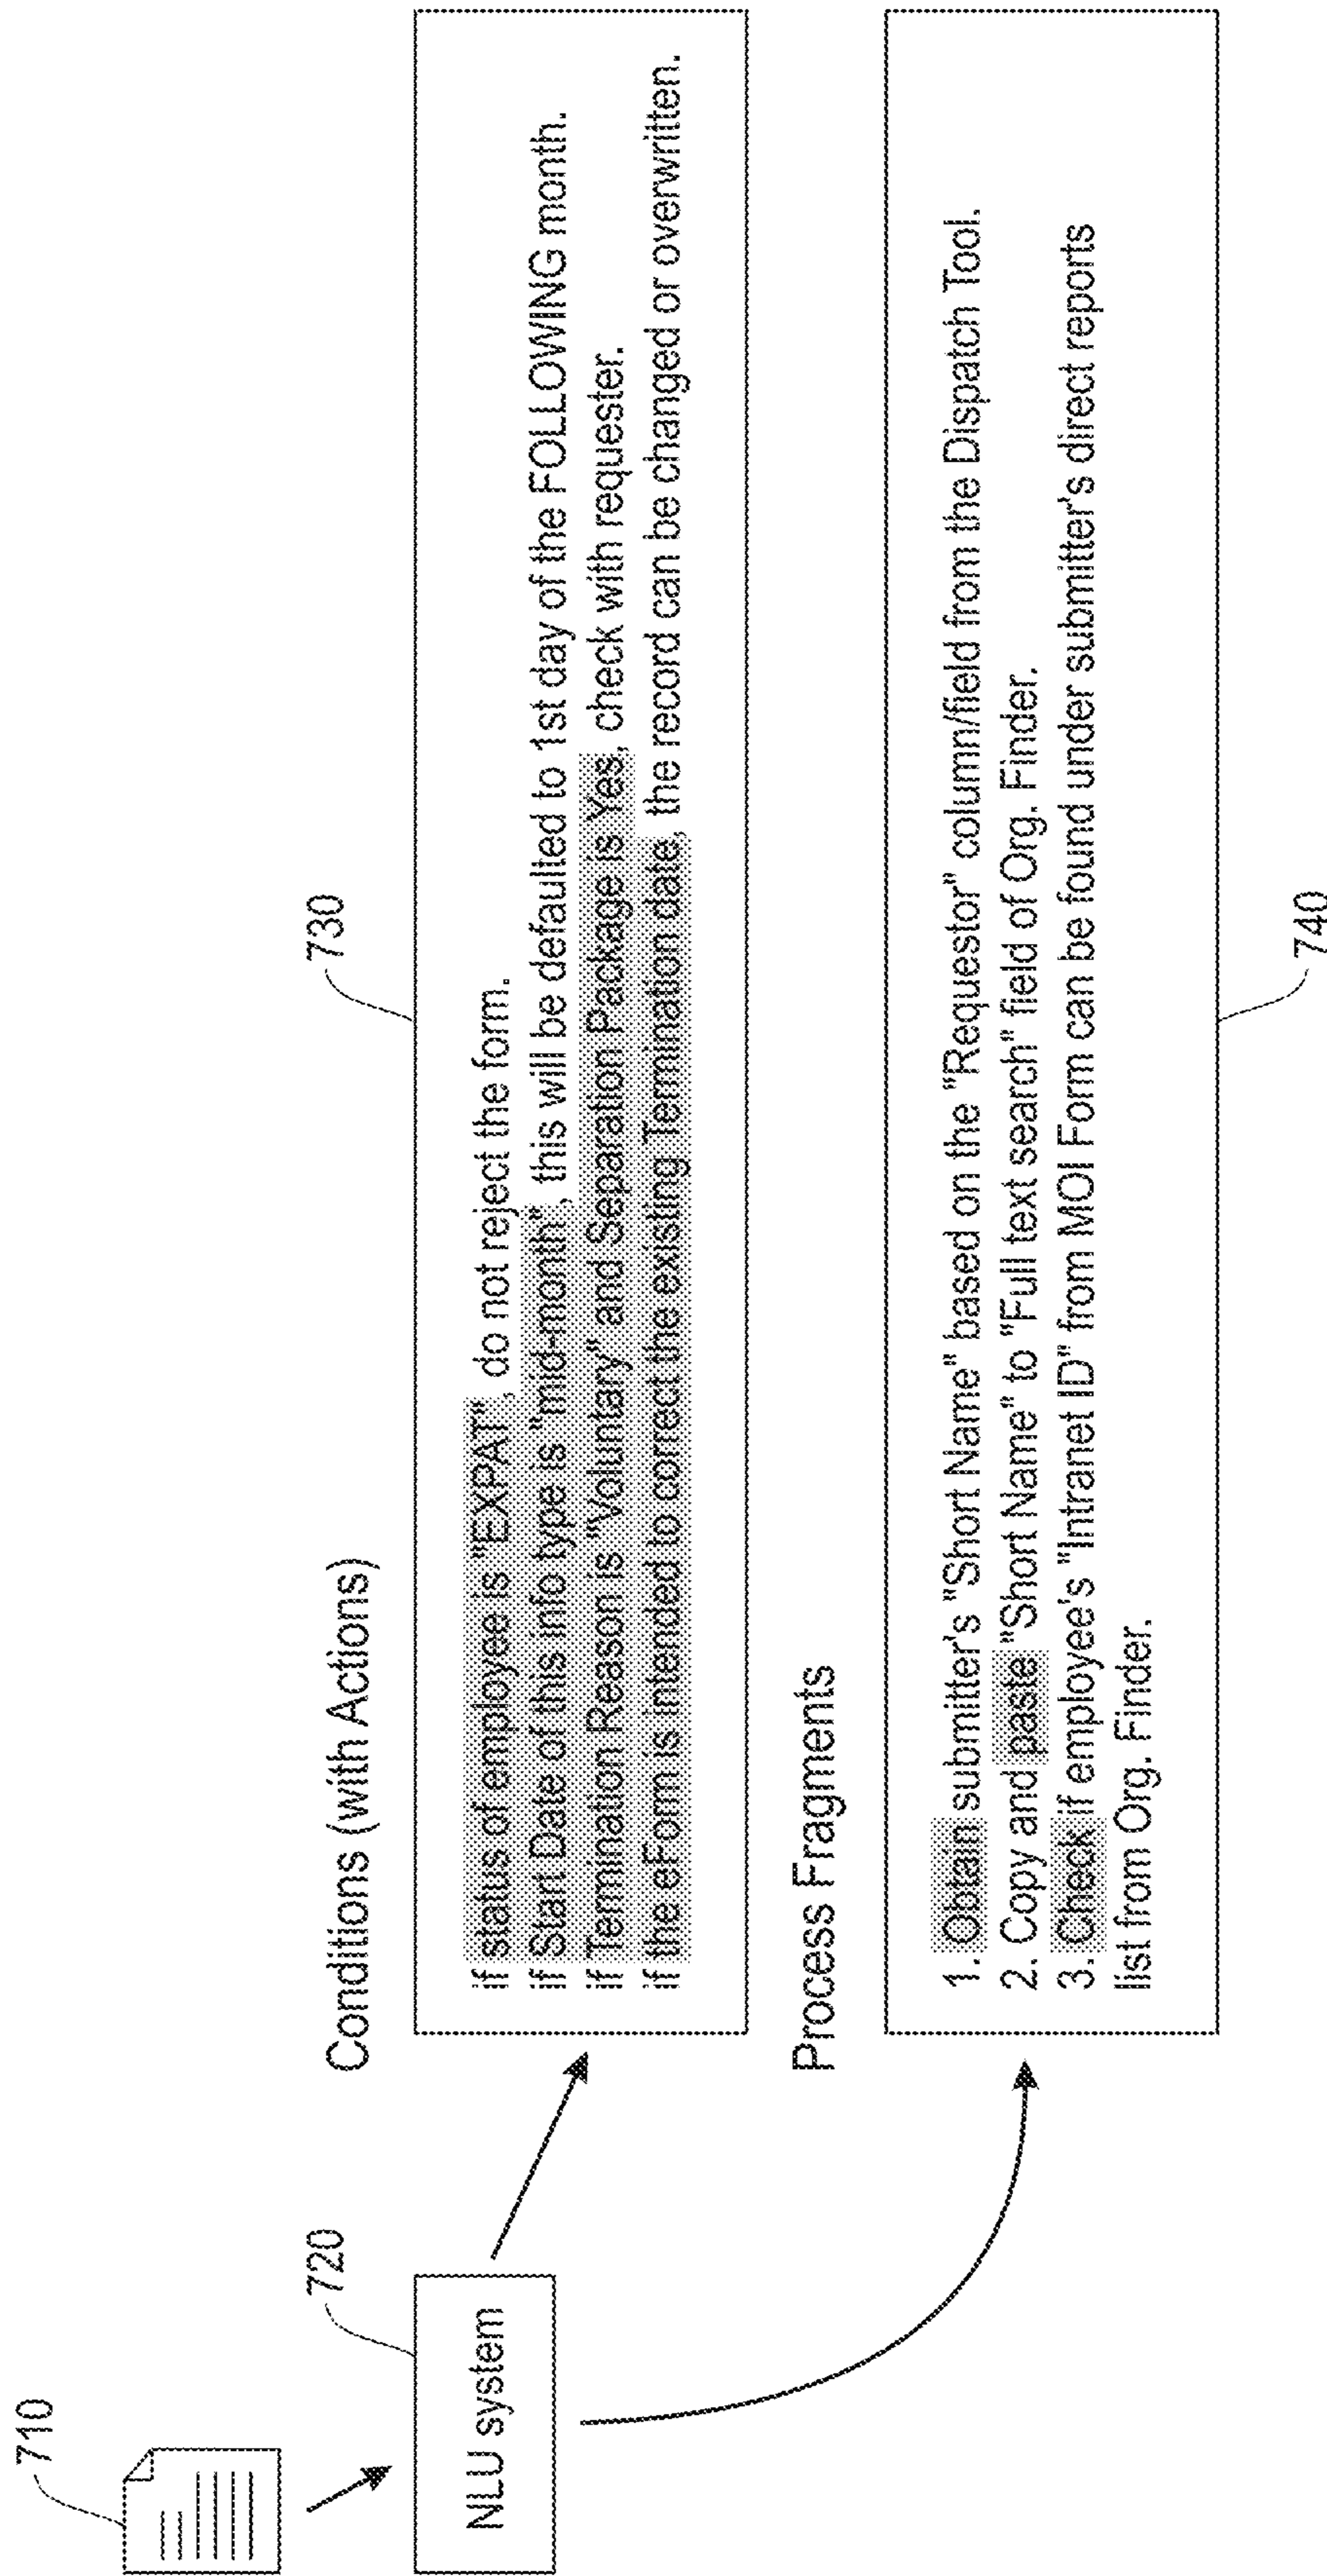 710
720
NLU system
Conditions (with Actions)
730
if status of employee is "EXPAT", do not reject the form.
if Start Date of this info type is "mid-month", this will be defaulted to 1st day of the FOLLOWING month.
if Termination Reason is "Voluntary" and Separation Package is Yes, check with requester.
if the eForm is intended to correct the existing Termination date, the record can be changed or overwritten.
Process Fragments
1. Obtain submitter's "Short Name" based on the "Requestor" column/field from the Dispatch Tool.
2. Copy and paste "Short Name" to "Full text search" field of Org. Finder.
3. Check if employee's "Intranet ID" from MOI Form can be found under submitter's direct reports
list from Org. Finder.
740